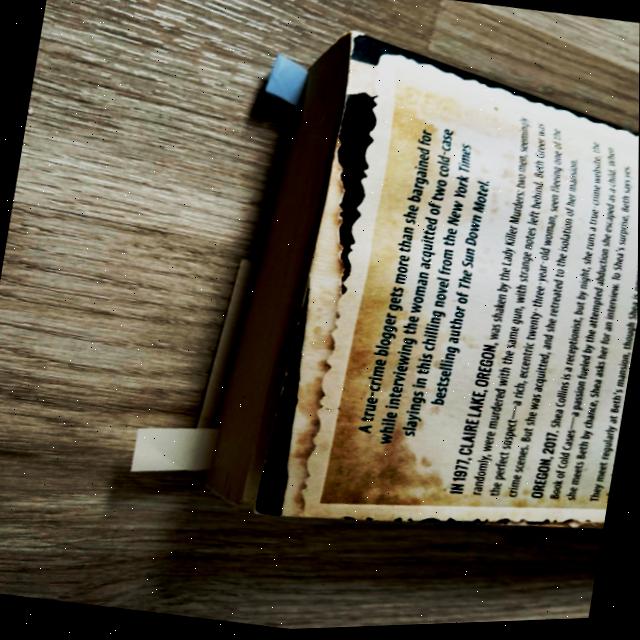 A true-crime blogger gets more than she bargained for
while interviewing the woman acquitted of two cold-case
slayings in this chilling novel from the New York Times
bestselling author of The Sun Down Motel.
IN 1977, CLAIRE LAKE, OREGON, was shaken by the Lady Killer Murders: two men, seemingly
randomly, were murdered with the same gun, with strange notes left behind. Beth Greer was
the perfect suspect—a rich, eccentric twenty-three-year-old woman, seen fleeing one of the
crime scenes. But she was acquitted, and she retreated to the isolation of her mansion.
OREGON, 2017. Shea Collins is a receptionist, but by night, she runs a true crime website, the
Book of Cold Cases—a passion fueled by the attempted abduction she escaped as a child. When
she meets Beth by chance, Shea asks her for an interview. To Shea's surprise, Beth says yes.
They meet regularly at Beth's mansion, though